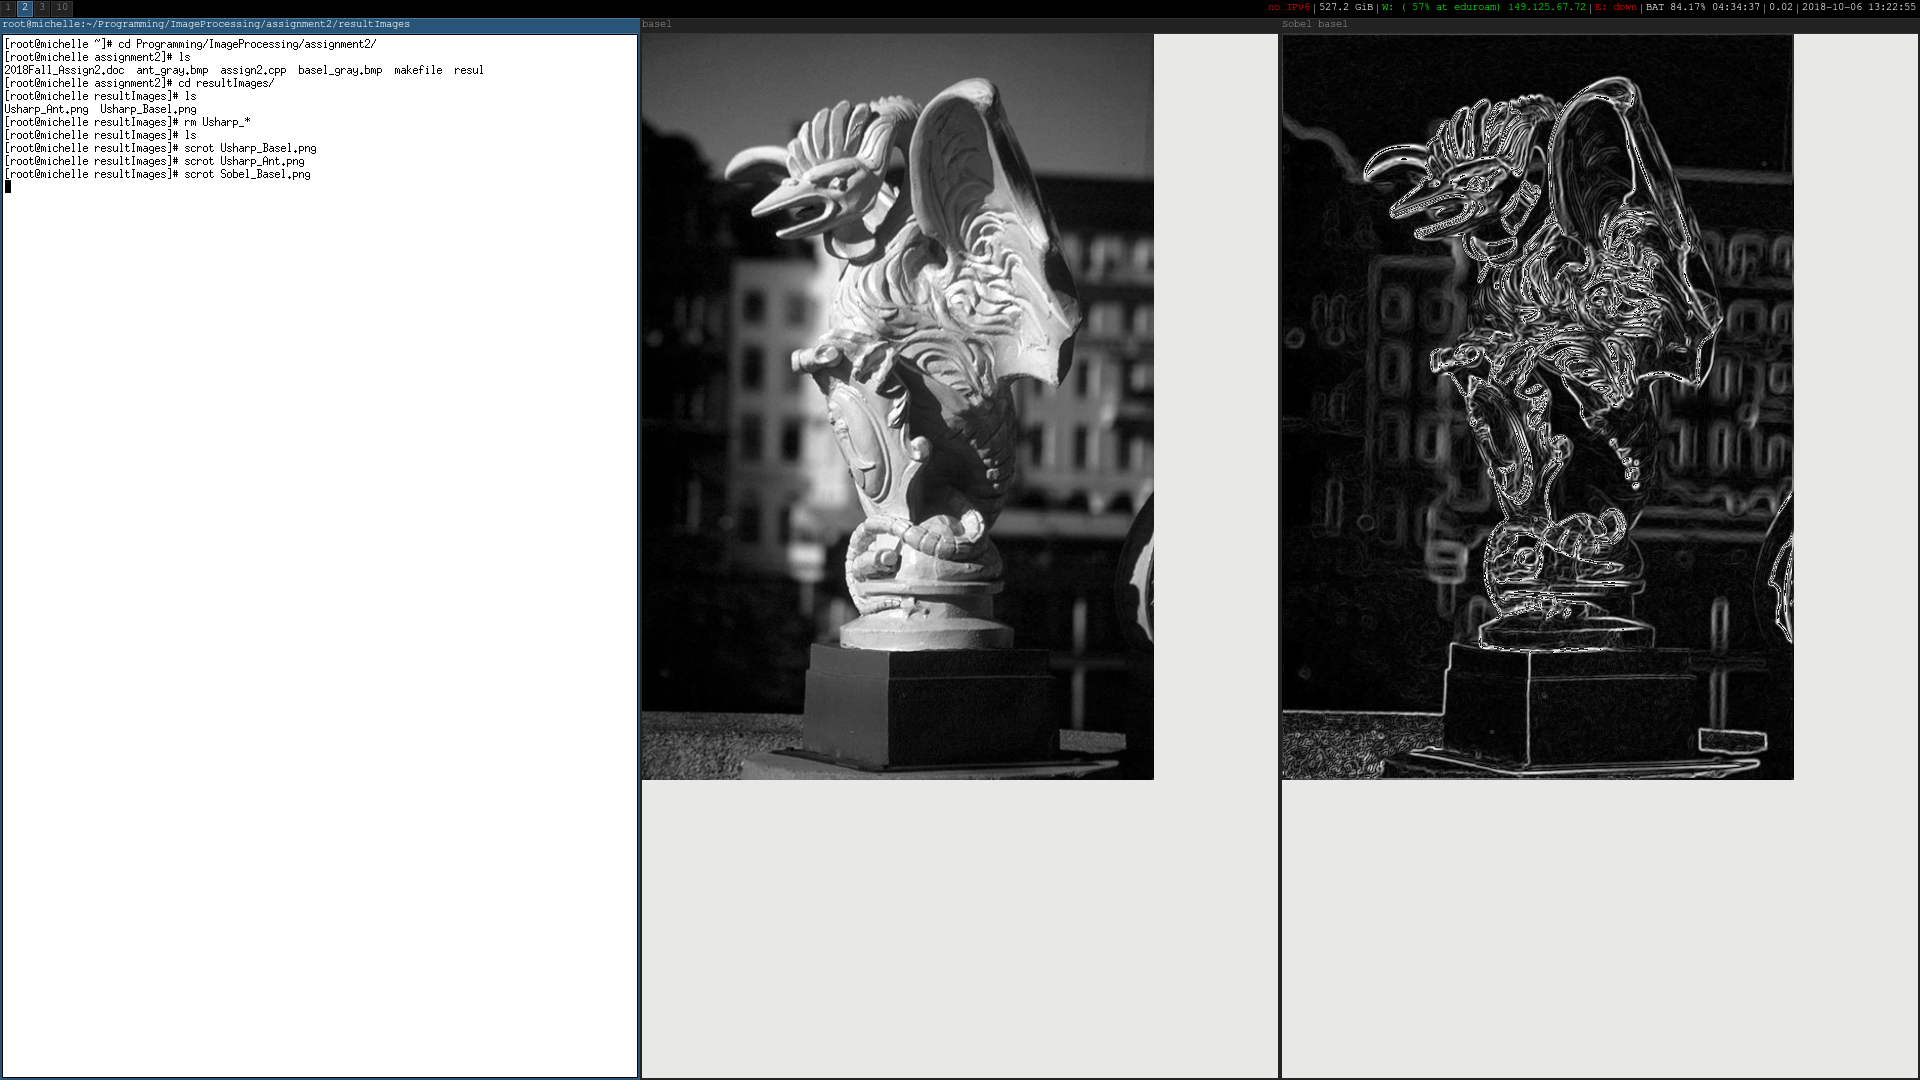 1 2 3 10
no IPv6|527.2 GiB|W: ( 57% at eduroam) 149.125.67.72|E: down|BAT 84.17% 04:34:37|0.02|2018-10-06 13:22:55
root@michelle:~/Programming/ImageProcessing/assignment2/resultImages
[root@michelle ~]# cd Programming/ImageProcessing/assignment2/
[root@michelle assignment2]# ls
2018Fall_Assign2.doc  ant_gray.bmp  assign2.cpp  basel_gray.bmp  makefile  resul
[root@michelle assignment2]# cd resultImages/
[root@michelle resultImages]# ls
Usharp_Ant.png  Usharp_Basel.png
[root@michelle resultImages]# rm Usharp_*
[root@michelle resultImages]# ls
[root@michelle resultImages]# scrot Usharp_Basel.png
[root@michelle resultImages]# scrot Usharp_Ant.png
[root@michelle resultImages]# scrot Sobel_Basel.png
basel
Sobel basel